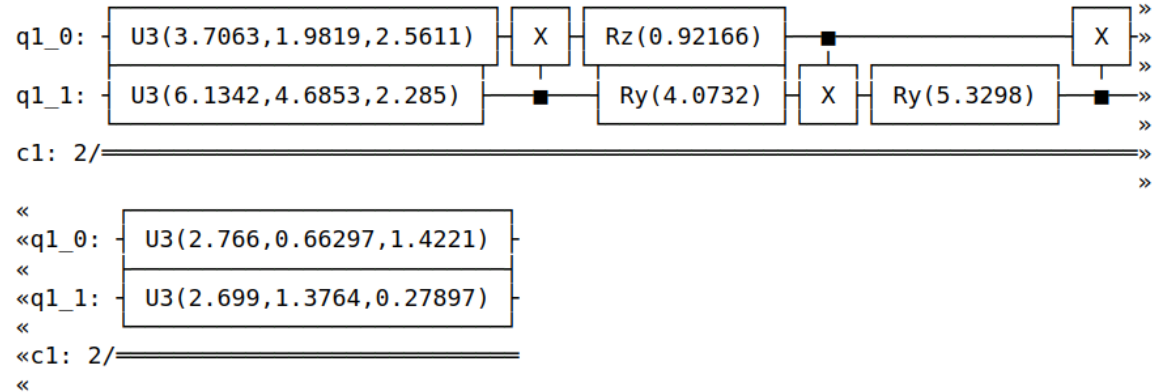 »
q1_0: U3(3.7063,1.9819,2.5611) X Rz(0.92166) ■ X »
»
q1_1: U3(6.1342,4.6853,2.285) ■ Ry(4.0732) X Ry(5.3298) ■ »
»
c1: 2/ »
»
«
«q1_0: U3(2.766,0.66297,1.4221)
«
«q1_1: U3(2.699,1.3764,0.27897)
«
«c1: 2/
«